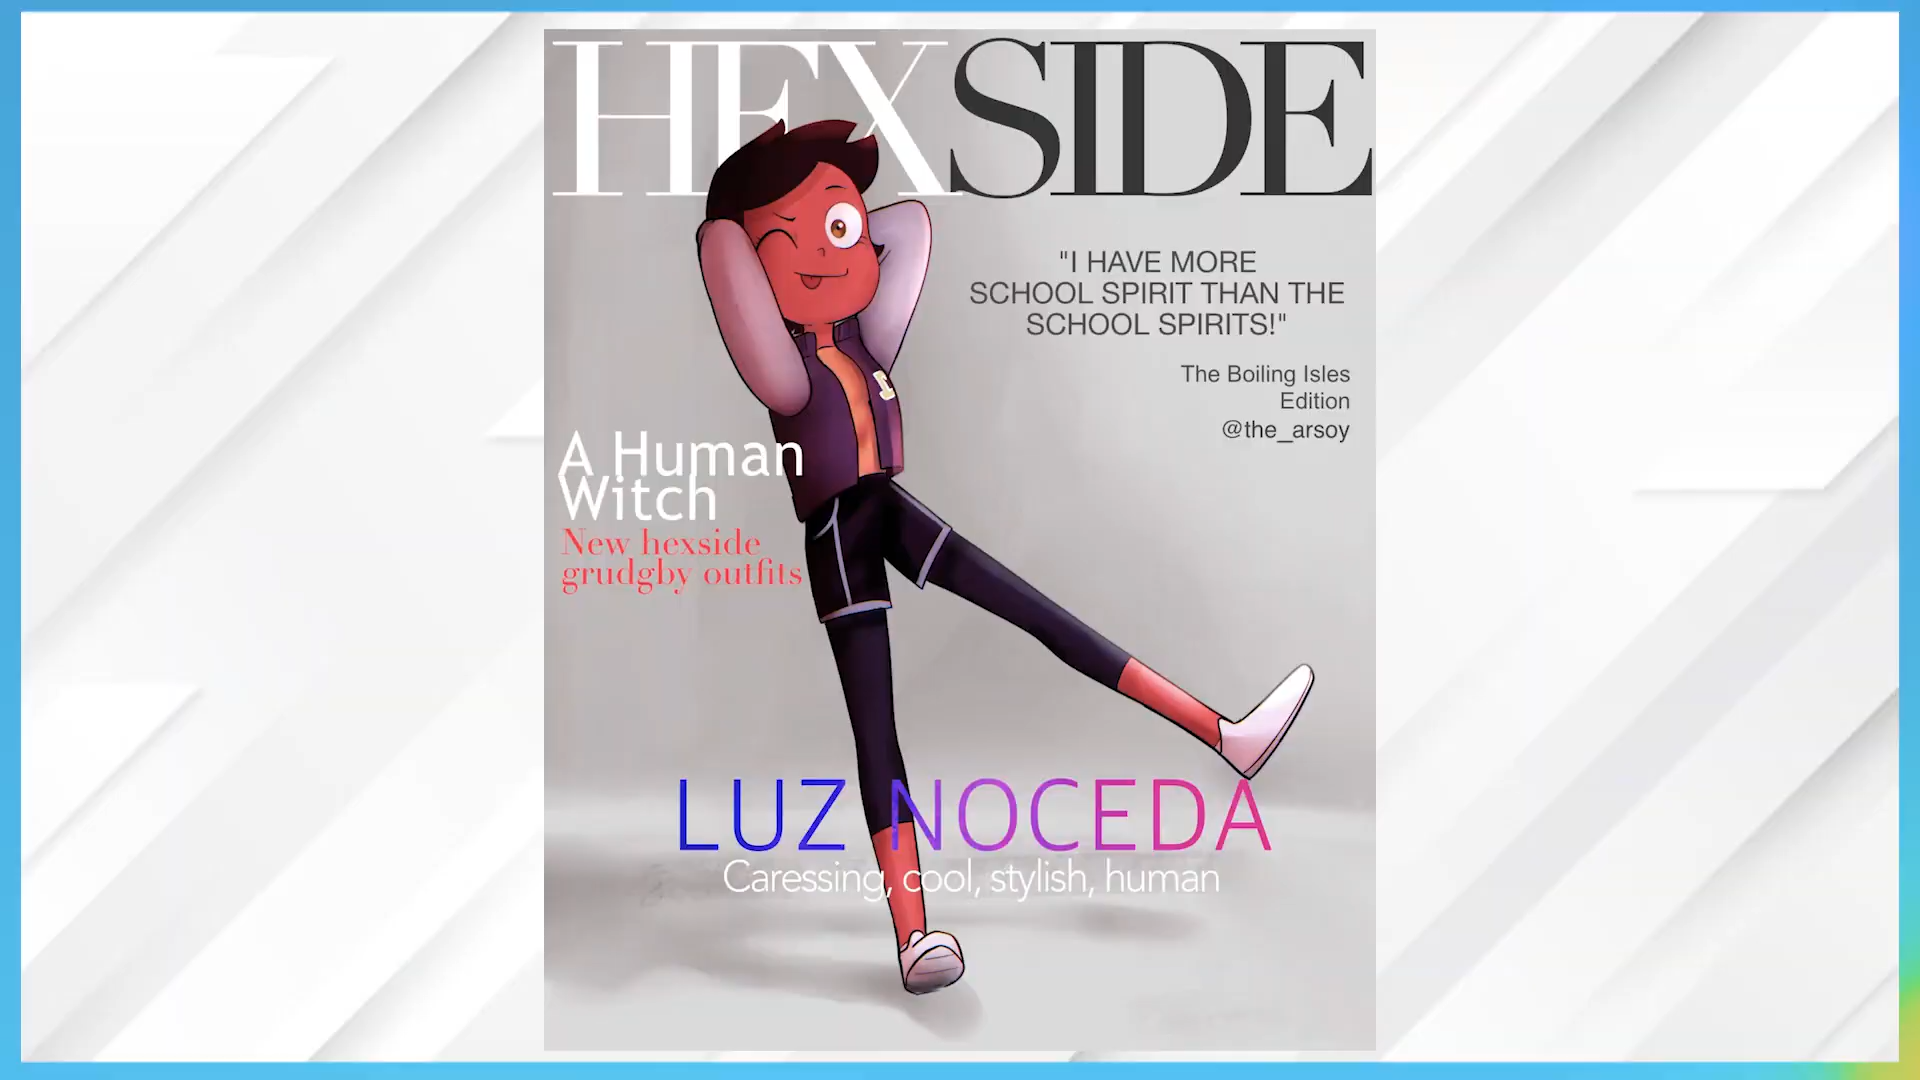 HEXSIDE
"I HAVE MORE
SCHOOL SPIRIT THAN THE
SCHOOL SPIRITS!"
The Boiling Isles
Edition
@the_arsoy
A Human
Witch
New hexside
grudgby outfits
LUZ NOCEDA
Caressing, cool, stylish, human